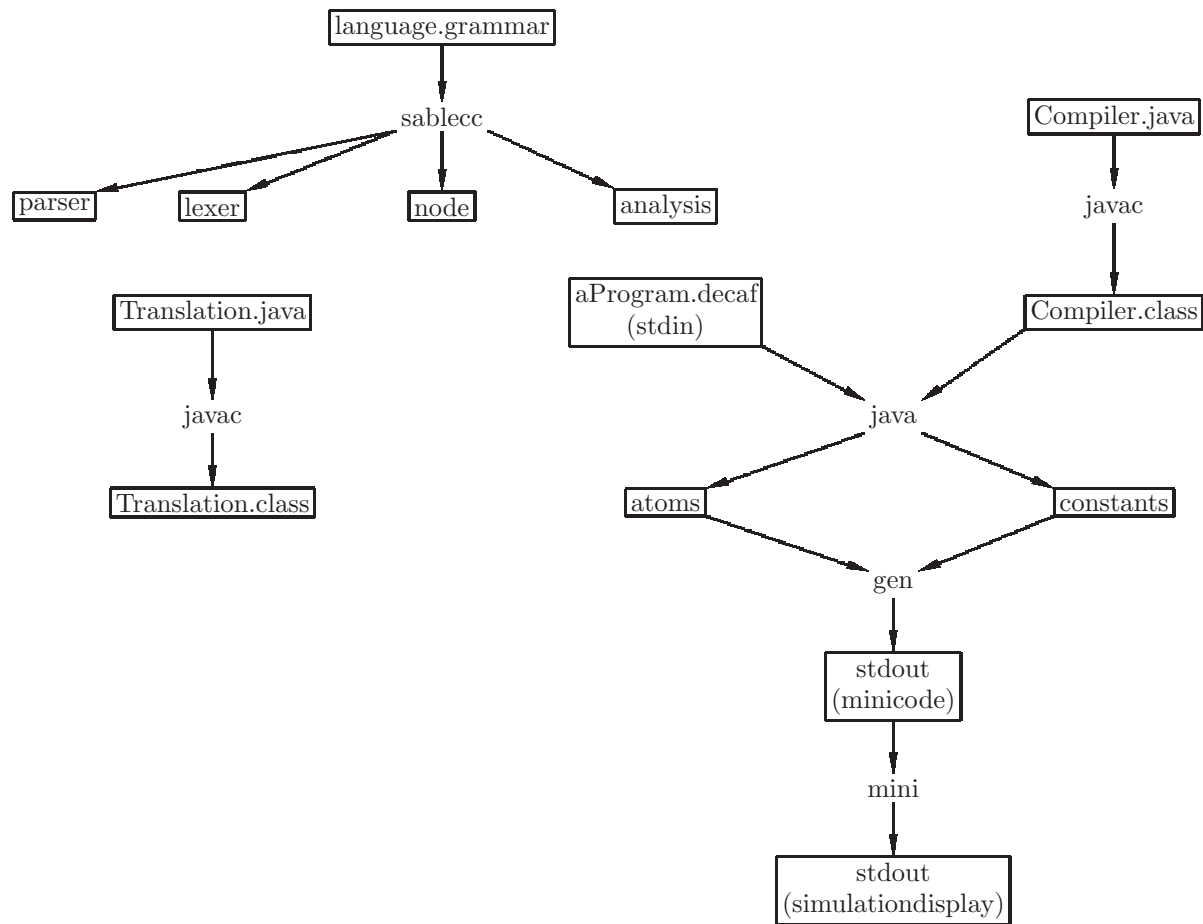 language.grammar
sablecc
Compiler.java
parser
lexer
node
analysis
javac
Translation.java
aProgram.decaf
(stdin)
Compiler.class
javac
java
Translation.class
atoms
constants
gen
stdout
(minicode)
mini
stdout
(simulationdisplay)